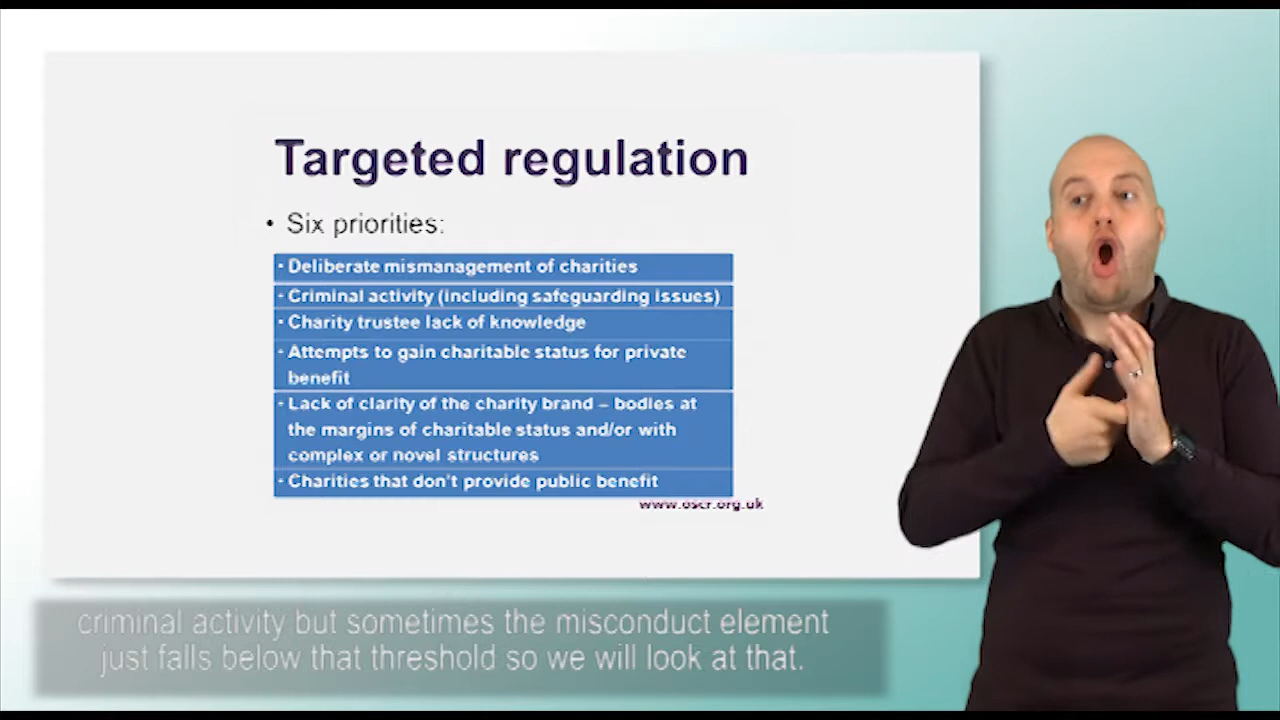 Targeted regulation
• Six priorities:
- Deliberate mismanagement of charities
- Criminal activity (including safeguarding issues)
- Charity trustee lack of knowledge
- Attempts to gain charitable status for private
benefit
- Lack of clarity of the charity brand – bodies at
the margins of charitable status and/or with
complex or novel structures
- Charities that don't provide public benefit
www.oscr.org.uk
criminal activity but sometimes the misconduct element
just falls below that threshold so we will look at that.